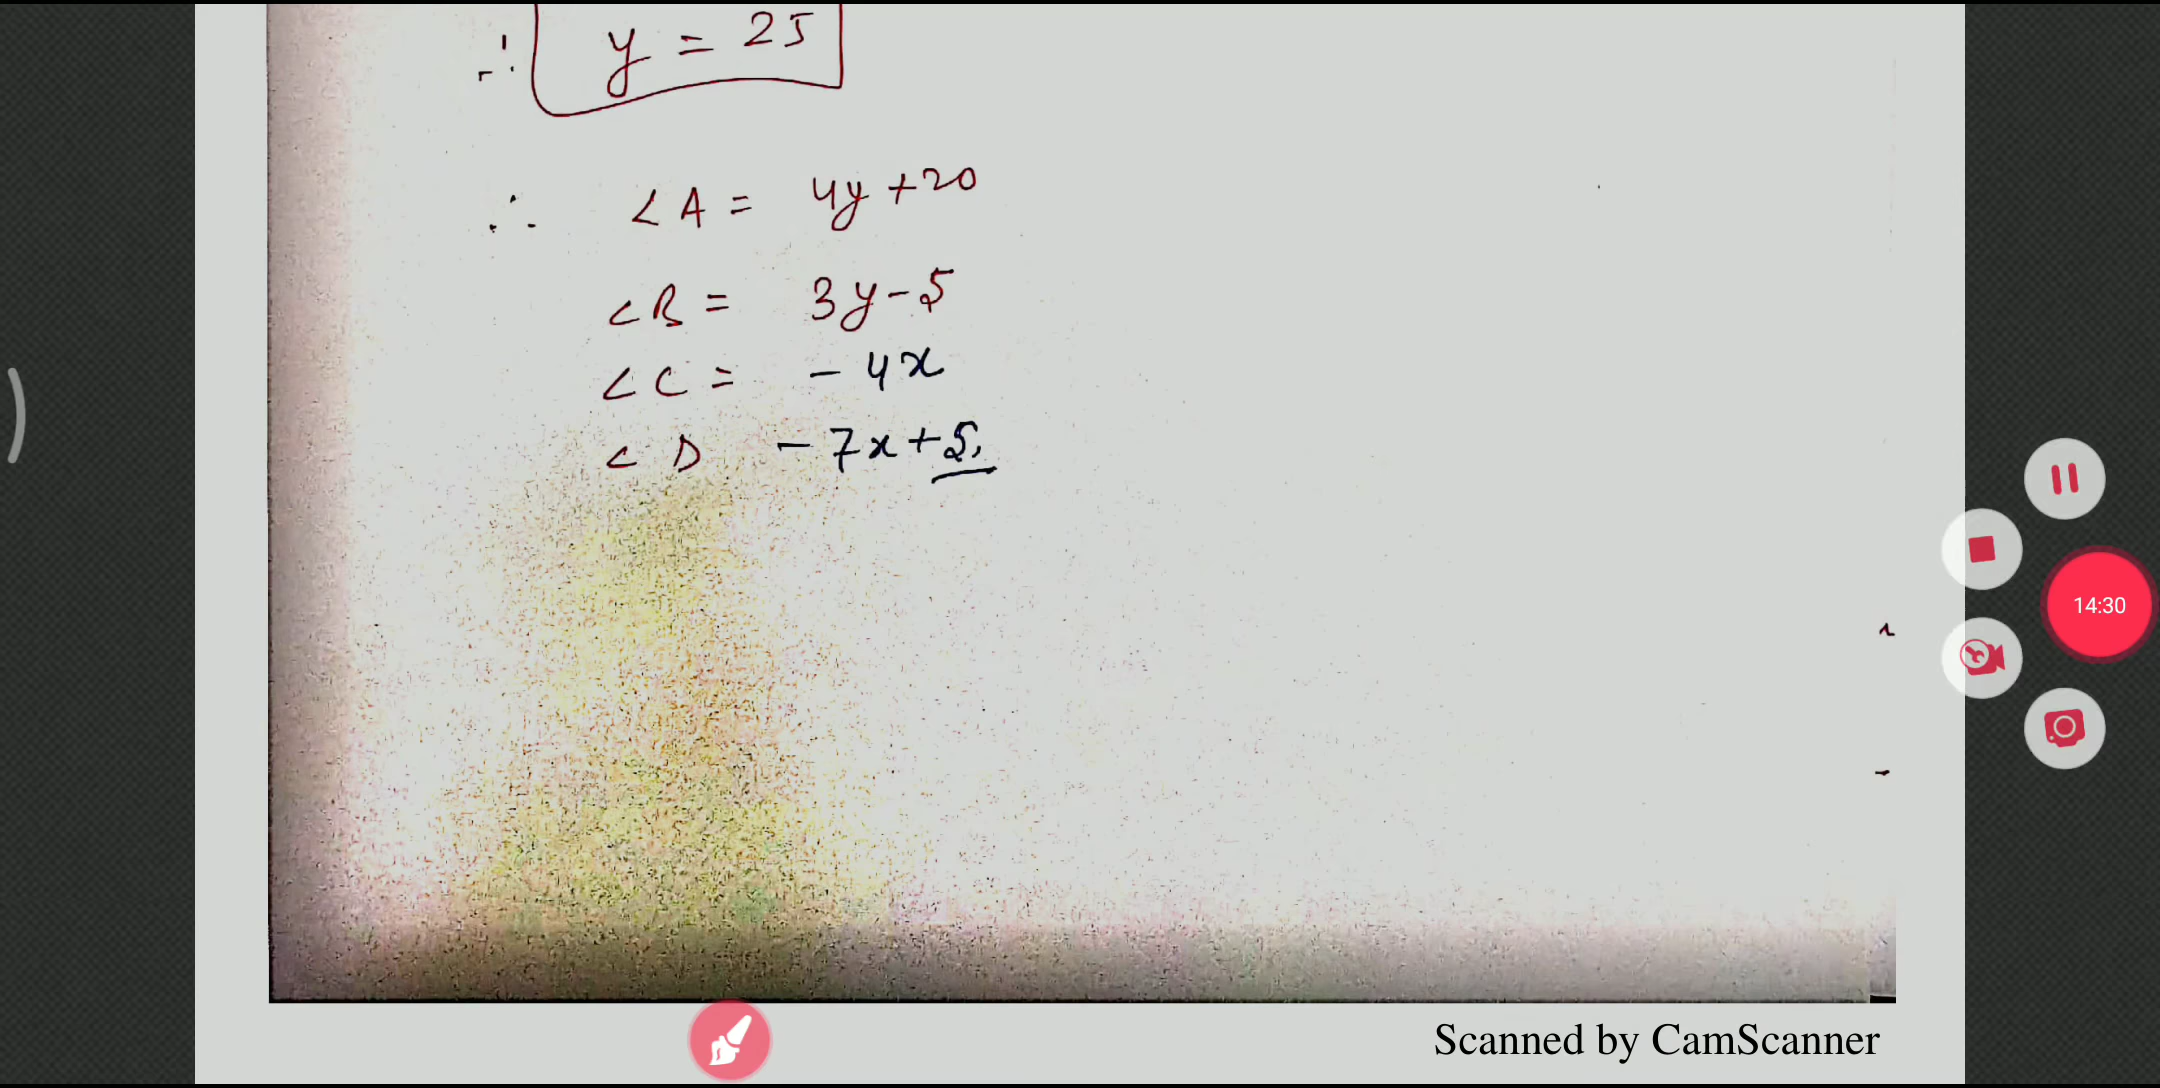 ∴ y = 25
∴ ∠A = 4y + 20
∠B = 3y - 5
∠C = - 4x
∠D - 7x + 5
14:30
Scanned by CamScanner